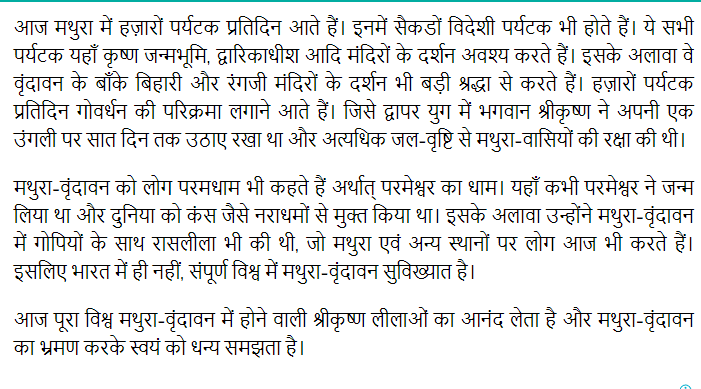 आज मथुरा में हज़ारों पर्यटक प्रतिदिन आते हैं। इनमें सैकडों विदेशी पर्यटक भी होते हैं। ये सभी
पर्यटक यहाँ कृष्ण जन्मभूमि, द्वारिकाधीश आदि मंदिरों के दर्शन अवश्य करते हैं। इसके अलावा वे
वृंदावन के बाँके बिहारी और रंगजी मंदिरों के दर्शन भी बड़ी श्रद्धा से करते हैं। हज़ारों पर्यटक
प्रतिदिन गोवर्धन की परिक्रमा लगाने आते हैं। जिसे द्वापर युग में भगवान श्रीकृष्ण ने अपनी एक
उंगली पर सात दिन तक उठाए रखा था और अत्यधिक जल-वृष्टि से मथुरा-वासियों की रक्षा की थी।
मथुरा-वृंदावन को लोग परमधाम भी कहते हैं अर्थात् परमेश्वर का धाम। यहाँ कभी परमेश्वर ने जन्म
लिया था और दुनिया को कंस जैसे नराधमों से मुक्त किया था। इसके अलावा उन्होंने मथुरा-वृंदावन
में गोपियों के साथ रासलीला भी की थी, जो मथुरा एवं अन्य स्थानों पर लोग आज भी करते हैं।
इसलिए भारत में ही नहीं, संपूर्ण विश्व में मथुरा-वृंदावन सुविख्यात है।
आज पूरा विश्व मथुरा-वृंदावन में होने वाली श्रीकृष्ण लीलाओं का आनंद लेता है और मथुरा-वृंदावन
का भ्रमण करके स्वयं को धन्य समझता है।